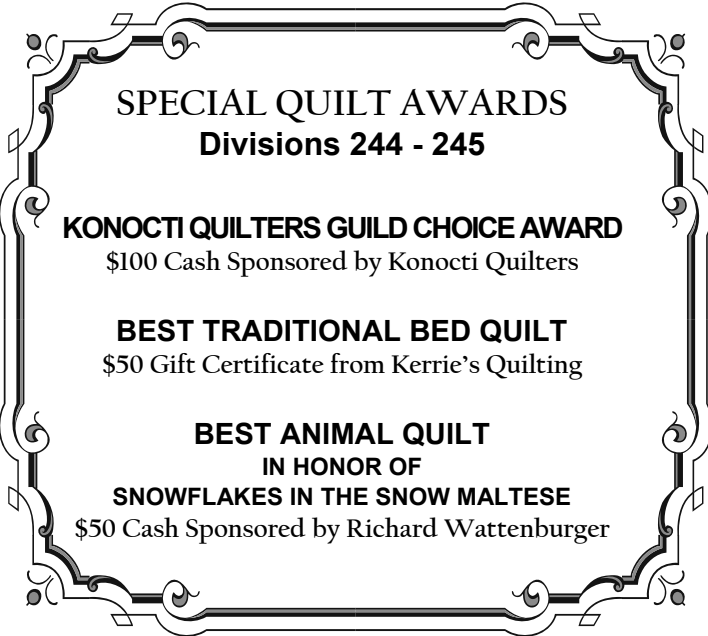 SPECIAL QUILT AWARDS
Divisions 244 - 245
KONOCTI QUILTERS GUILD CHOICE AWARD
$100 Cash Sponsored by Konocti Quilters
BEST TRADITIONAL BED QUILT
$50 Gift Certificate from Kerrie’s Quilting
BEST ANIMAL QUILT
IN HONOR OF
SNOWFLAKES IN THE SNOW MALTESE
$50 Cash Sponsored by Richard Wattenburger